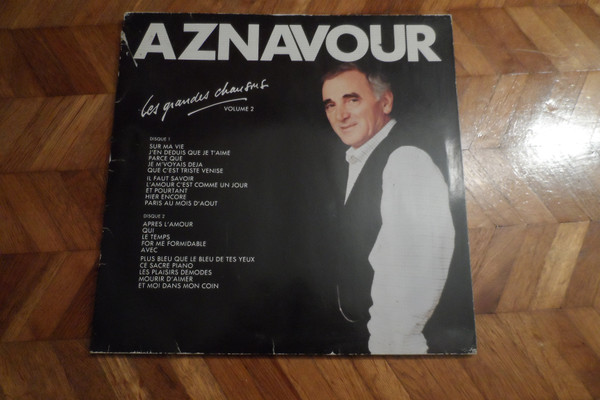 AZNAVOUR
Les grandes chansons
VOLUME 2
DISQUE 1
SUR MA VIE
J'EN DEDUIS QUE JE T'AIME
PARCE QUE
JE M'VOYAIS DEJA
QUE C'EST TRISTE VENISE
IL FAUT SAVOIR
L'AMOUR C'EST COMME UN JOUR
ET POURTANT
HIER ENCORE
PARIS AU MOIS D'AOUT
DISQUE 2
APRES L'AMOUR
QUI
LE TEMPS
FOR ME FORMIDABLE
AVEC
PLUS BLEU QUE LE BLEU DE TES YEUX
CE SACRE PIANO
LES PLAISIRS DEMODES
MOURIR D'AIMER
ET MOI DANS MON COIN